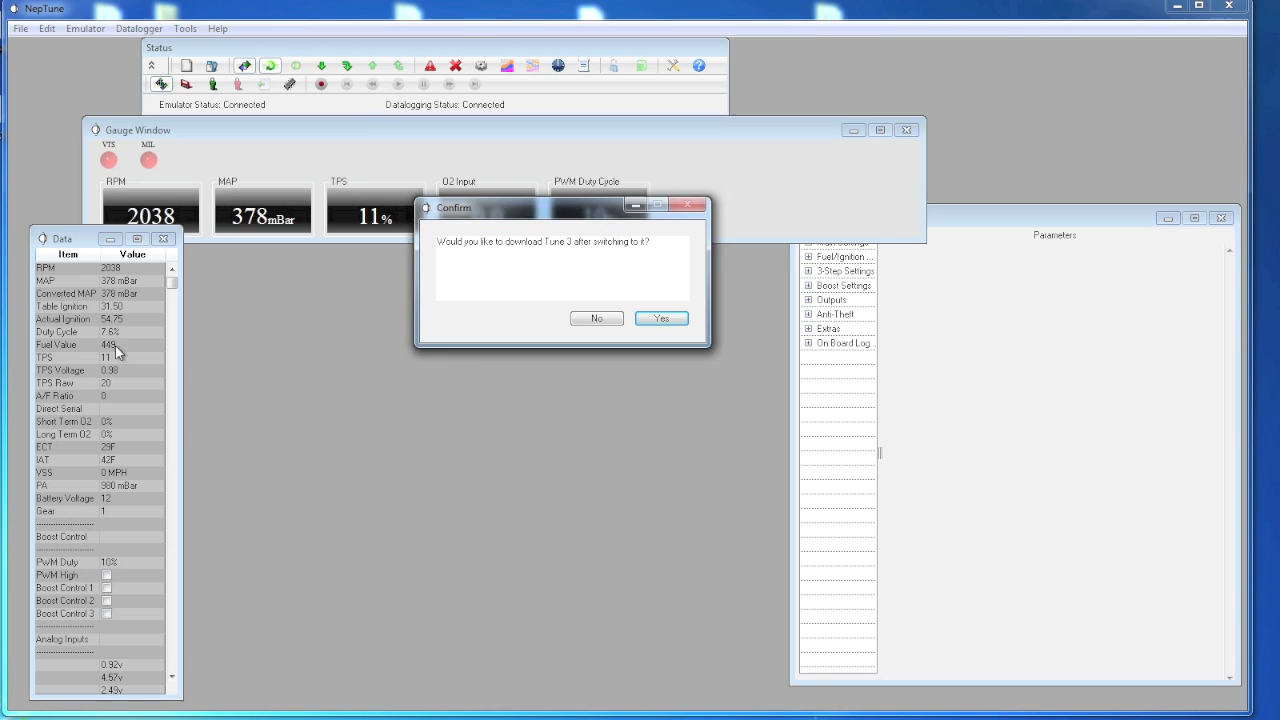 NepTune
File Edit Emulator Datalogger Tools Help
Status
Emulator Status: Connected Datalogging Status: Connected
Gauge Window
VTS MIL
RPM MAP TPS O2 Input PWM Duty Cycle
2038 378mBar 11%
Confirm
Would you like to download Tune 3 after switching to it?
No Yes
Data
Item Value
RPM 2038
MAP 378 mBar
Converted MAP 378 mBar
Table Ignition 31.50
Actual Ignition 54.75
Duty Cycle 7.6%
Fuel Value 449
TPS 11
TPS Voltage 0.98
TPS Raw 20
A/F Ratio 0
Direct Serial
Short Term O2 0%
Long Term O2 0%
ECT 29F
IAT 42F
VSS 0 MPH
PA 980 mBar
Battery Voltage 12
Gear 1
Boost Control
PWM Duty 10%
PWM High
Boost Control 1
Boost Control 2
Boost Control 3
Analog Inputs
0.92v
4.57v
2.49v
Parameters
Fuel/Ignition ...
3-Step Settings
Boost Settings
Outputs
Anti-Theft
Extras
On Board Log...